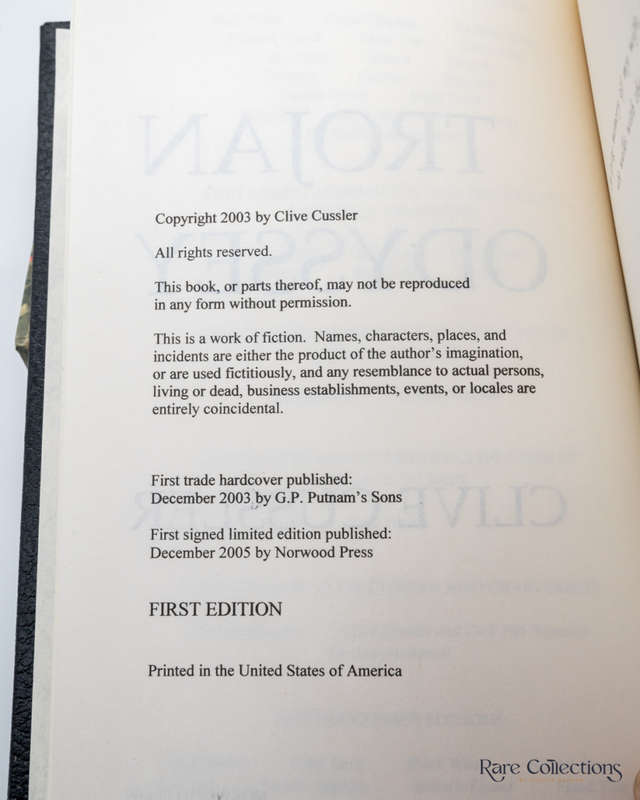 Copyright 2003 by Clive Cussler
All rights reserved.
This book, or parts thereof, may not be reproduced
in any form without permission.
This is a work of fiction.  Names, characters, places, and
incidents are either the product of the author's imagination,
or are used fictitiously, and any resemblance to actual persons,
living or dead, business establishments, events, or locales are
entirely coincidental.
First trade hardcover published:
December 2003 by G.P. Putnam's Sons
First signed limited edition published:
December 2005 by Norwood Press
FIRST EDITION
Printed in the United States of America
TROJAN
ODYSSEY
CLIVE CUSSLER
Rare Collections